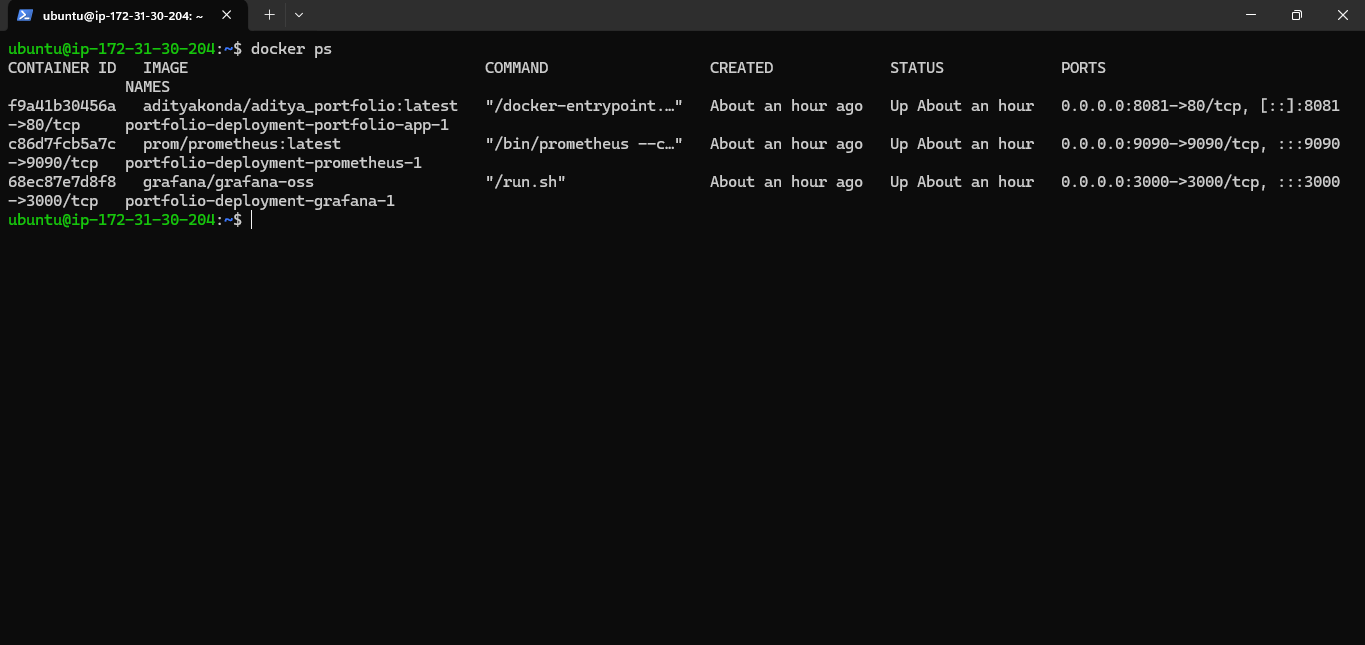 ubuntu@ip-172-31-30-204: ~
ubuntu@ip-172-31-30-204:~$ docker ps
CONTAINER ID   IMAGE                                 COMMAND                  CREATED             STATUS             PORTS
             NAMES
f9a41b30456a   adityakonda/aditya_portfolio:latest   "/docker-entrypoint.…"   About an hour ago   Up About an hour   0.0.0.0:8081->80/tcp, [::]:8081
->80/tcp     portfolio-deployment-portfolio-app-1
c86d7fcb5a7c   prom/prometheus:latest                "/bin/prometheus --c…"   About an hour ago   Up About an hour   0.0.0.0:9090->9090/tcp, :::9090
->9090/tcp   portfolio-deployment-prometheus-1
68ec87e7d8f8   grafana/grafana-oss                   "/run.sh"                About an hour ago   Up About an hour   0.0.0.0:3000->3000/tcp, :::3000
->3000/tcp   portfolio-deployment-grafana-1
ubuntu@ip-172-31-30-204:~$